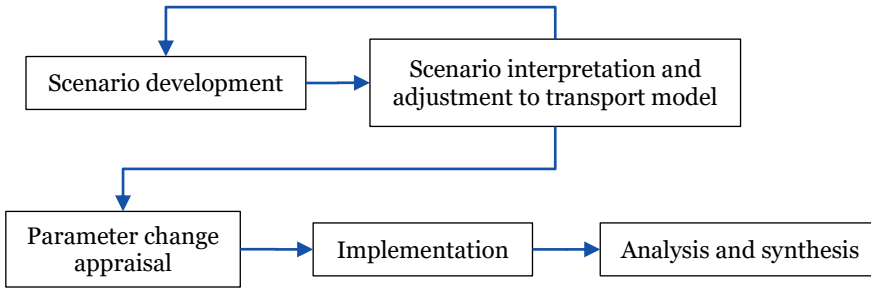 Scenario development
Scenario interpretation and
adjustment to transport model
Parameter change
appraisal
Implementation
Analysis and synthesis